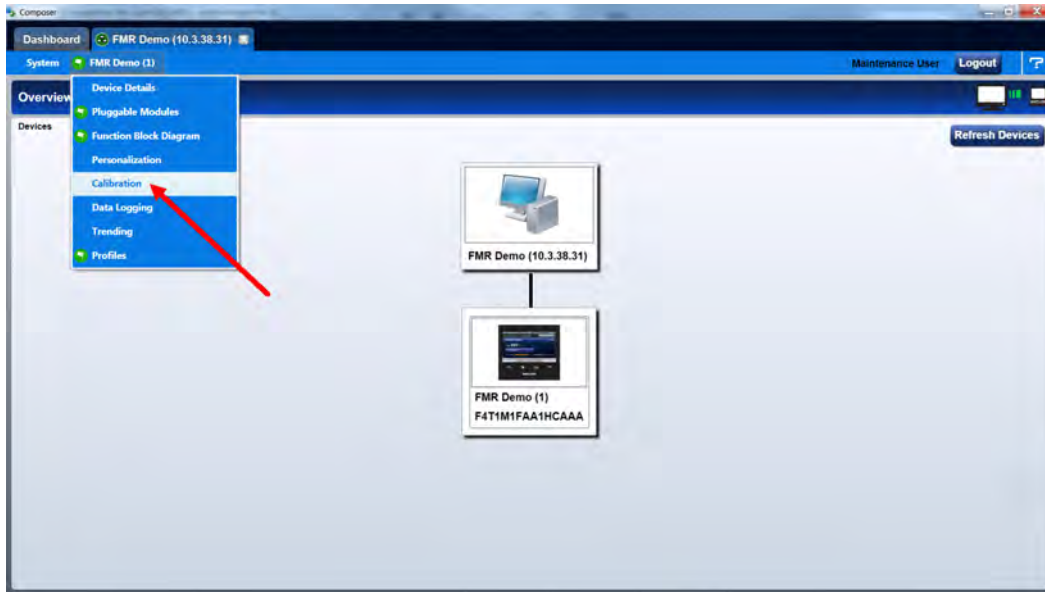 Composer
Dashboard FMR Demo (10.3.38.31)
System FMR Demo (1) Maintenance User Logout ?
Overview
Device Details
Pluggable Modules
Devices
Function Block Diagram
Refresh Devices
Personalization
Calibration
Data Logging
Trending
Profiles
FMR Demo (10.3.38.31)
FMR Demo (1)
F4T1M1FAA1HCAAA